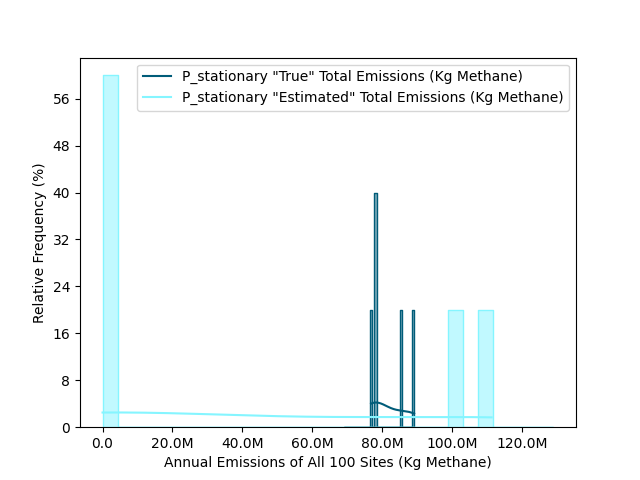 P_stationary "True" Total Emissions (Kg Methane)
P_stationary "Estimated" Total Emissions (Kg Methane)
56
48
40
32
24
16
8
0
Relative Frequency (%)
0.0 20.0M 40.0M 60.0M 80.0M 100.0M 120.0M
Annual Emissions of All 100 Sites (Kg Methane)